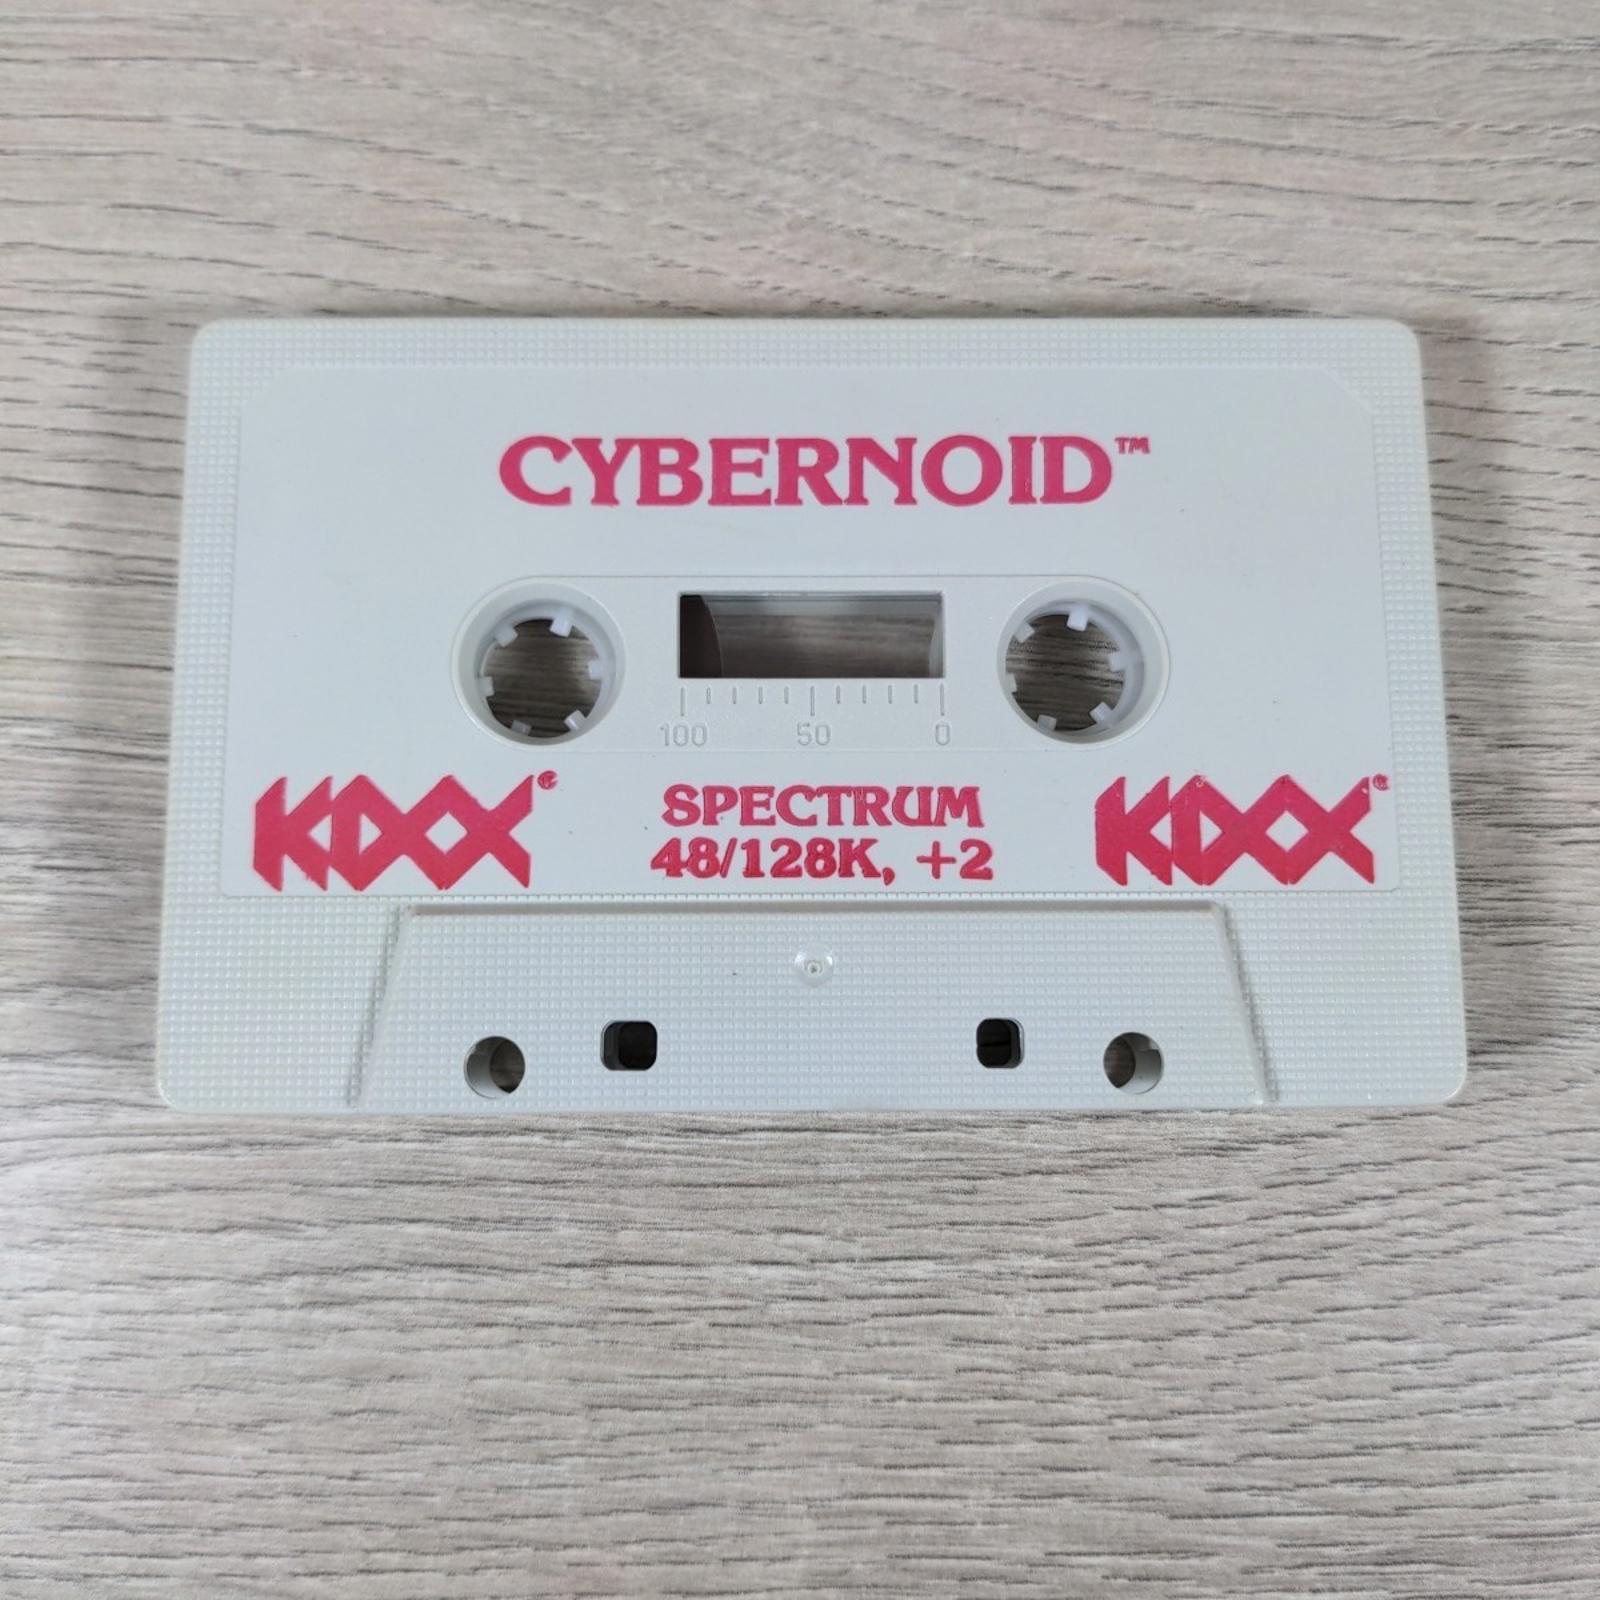 CYBERNOID™
100 50 0
KIXX® SPECTRUM KIXX®
48/128K, +2